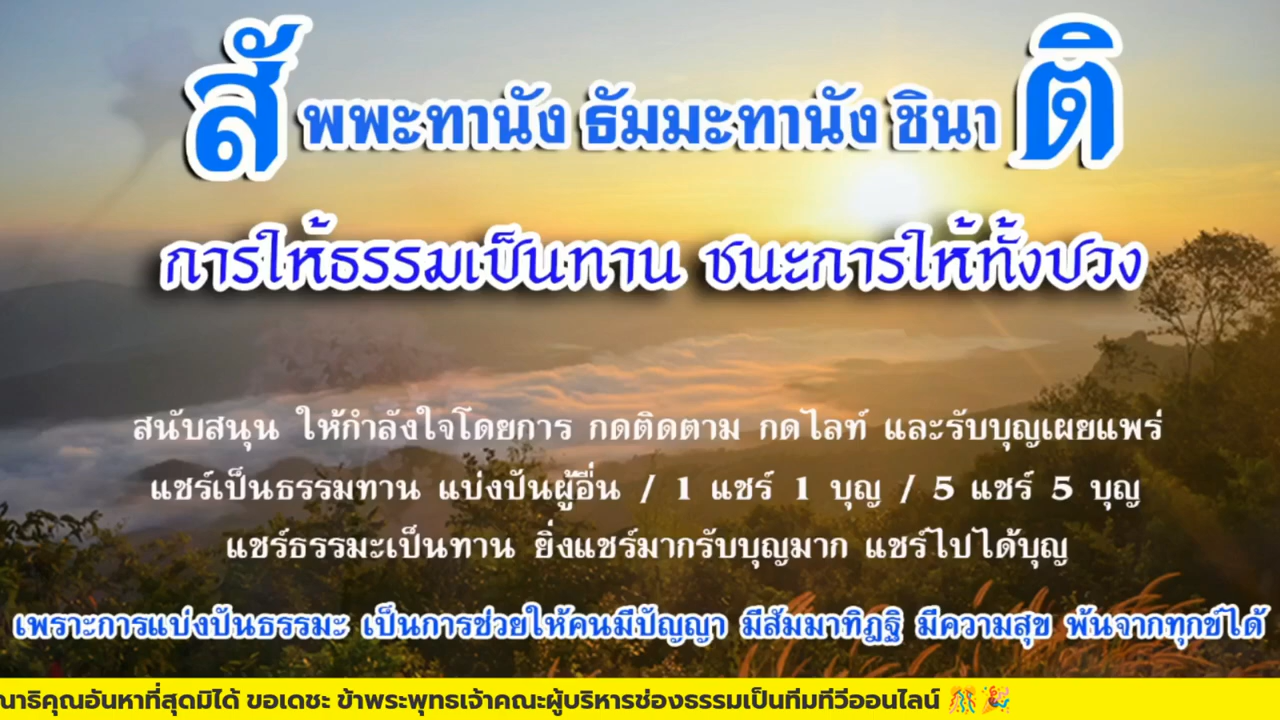 สัพพะทานัง ธัมมะทานัง ชินาติ
การให้ธรรมเป็นทาน ชนะการให้ทั้งปวง
สนับสนุน ให้กำลังใจโดยการ กดติดตาม กดไลท์ และรับบุญเผยแพร่
แชร์เป็นธรรมทาน แบ่งปันผู้อื่น / 1 แชร์ 1 บุญ / 5 แชร์ 5 บุญ
แชร์ธรรมะเป็นทาน ยิ่งแชร์มากรับบุญมาก แชร์ไปได้บุญ
เพราะการแบ่งปันธรรมะ เป็นการช่วยให้คนมีปัญญา มีสัมมาทิฏฐิ มีความสุข พ้นจากทุกข์ได้
ณาธิคุณอันหาที่สุดมิได้ ขอเดชะ ข้าพระพุทธเจ้าคณะผู้บริหารช่องธรรมเป็นทีมทีวีออนไลน์ 🎊🎉